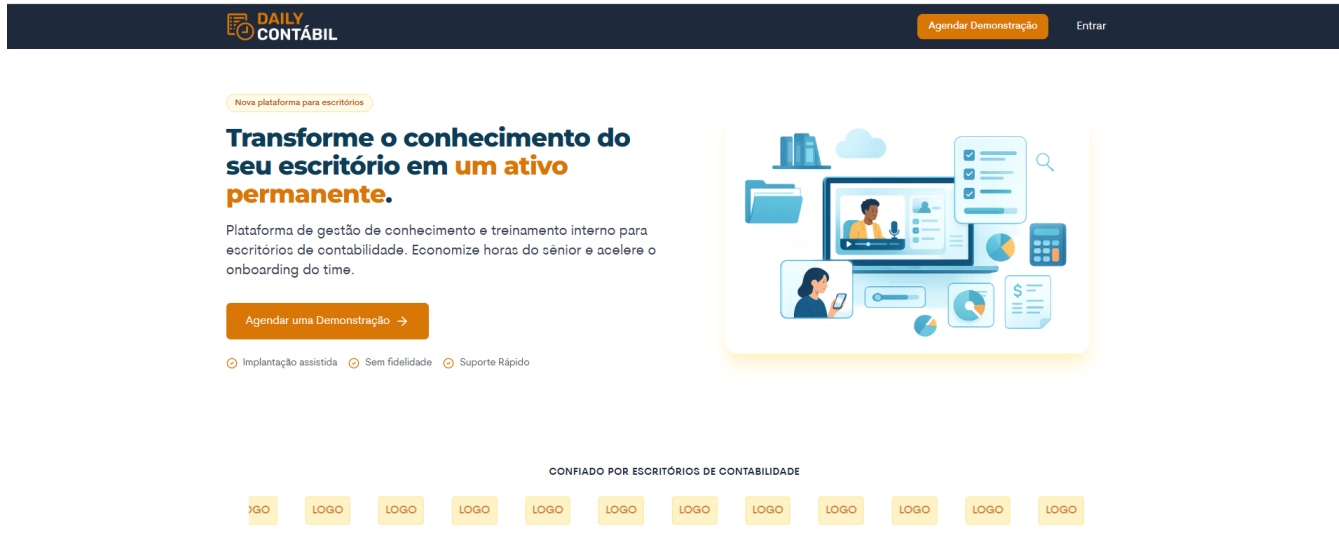 DAILY
CONTÁBIL
Agendar Demonstração
Entrar
Nova plataforma para escritórios
Transforme o conhecimento do
seu escritório em um ativo
permanente.
Plataforma de gestão de conhecimento e treinamento interno para
escritórios de contabilidade. Economize horas do sênior e acelere o
onboarding do time.
Agendar uma Demonstração →
Implantação assistida Sem fidelidade Suporte Rápido
$
CONFIADO POR ESCRITÓRIOS DE CONTABILIDADE
OGO LOGO LOGO LOGO LOGO LOGO LOGO LOGO LOGO LOGO LOGO LOGO